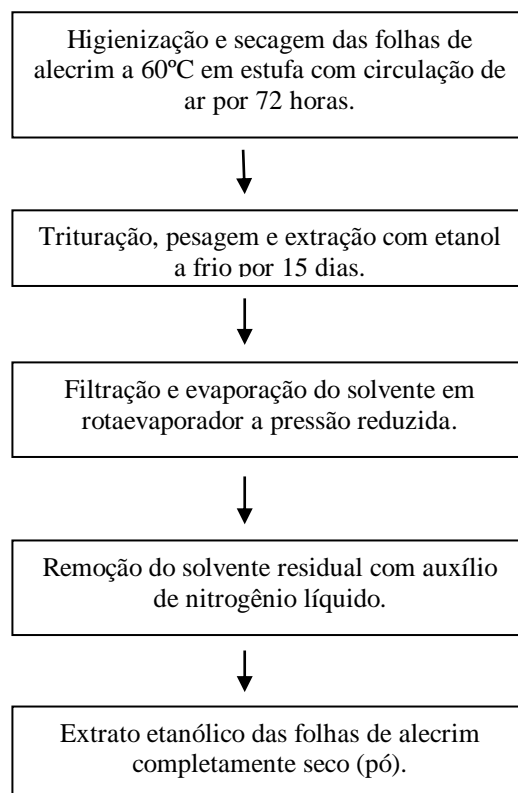 Higienização e secagem das folhas de
alecrim a 60ºC em estufa com circulação de
ar por 72 horas.
Trituração, pesagem e extração com etanol
a frio por 15 dias.
Filtração e evaporação do solvente em
rotaevaporador a pressão reduzida.
Remoção do solvente residual com auxílio
de nitrogênio líquido.
Extrato etanólico das folhas de alecrim
completamente seco (pó).